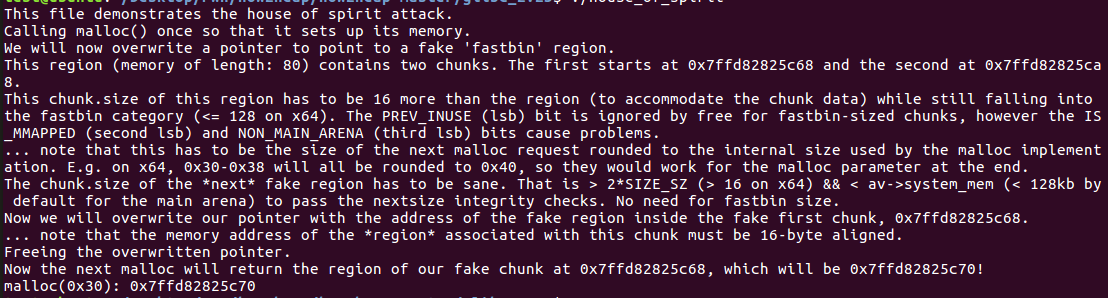 This file demonstrates the house of spirit attack.
Calling malloc() once so that it sets up its memory.
We will now overwrite a pointer to point to a fake 'fastbin' region.
This region (memory of length: 80) contains two chunks. The first starts at 0x7ffd82825c68 and the second at 0x7ffd82825ca
8.
This chunk.size of this region has to be 16 more than the region (to accommodate the chunk data) while still falling into
the fastbin category (<= 128 on x64). The PREV_INUSE (lsb) bit is ignored by free for fastbin-sized chunks, however the IS
_MMAPPED (second lsb) and NON_MAIN_ARENA (third lsb) bits cause problems.
... note that this has to be the size of the next malloc request rounded to the internal size used by the malloc implement
ation. E.g. on x64, 0x30-0x38 will all be rounded to 0x40, so they would work for the malloc parameter at the end.
The chunk.size of the *next* fake region has to be sane. That is > 2*SIZE_SZ (> 16 on x64) && < av->system_mem (< 128kb by
 default for the main arena) to pass the nextsize integrity checks. No need for fastbin size.
Now we will overwrite our pointer with the address of the fake region inside the fake first chunk, 0x7ffd82825c68.
... note that the memory address of the *region* associated with this chunk must be 16-byte aligned.
Freeing the overwritten pointer.
Now the next malloc will return the region of our fake chunk at 0x7ffd82825c68, which will be 0x7ffd82825c70!
malloc(0x30): 0x7ffd82825c70